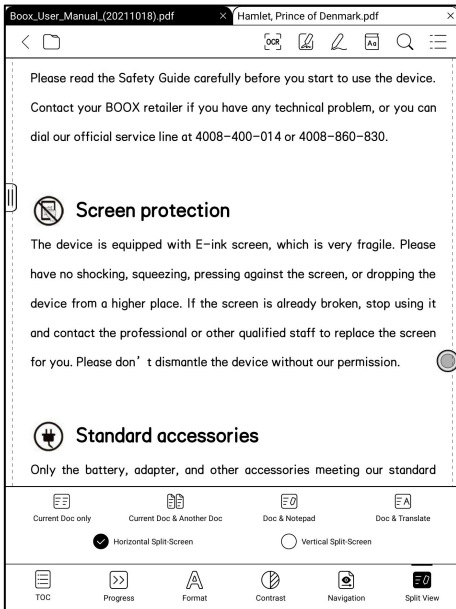 Boox_User_Manual_(20211018).pdf × Hamlet, Prince of Denmark.pdf ×
OCR Aa
Please read the Safety Guide carefully before you start to use the device.
Contact your BOOX retailer if you have any technical problem, or you can
dial our official service line at 4008-400-014 or 4008-860-830.
Screen protection
The device is equipped with E-ink screen, which is very fragile. Please
have no shocking, squeezing, pressing against the screen, or dropping the
device from a higher place. If the screen is already broken, stop using it
and contact the professional or other qualified staff to replace the screen
for you. Please don’t dismantle the device without our permission.
Standard accessories
Only the battery, adapter, and other accessories meeting our standard
Current Doc only Current Doc & Another Doc Doc & Notepad Doc & Translate
Horizontal Split-Screen Vertical Split-Screen
TOC Progress Format Contrast Navigation Split View